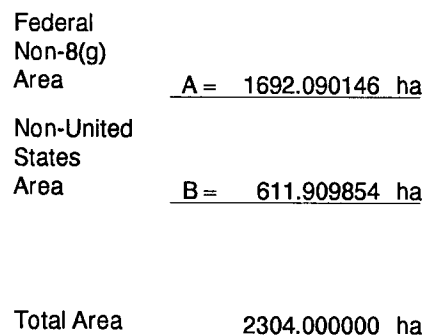 Federal
Non-8(g)
Area A = 1692.090146 ha
Non-United
States
Area B = 611.909854 ha
Total Area 2304.000000 ha